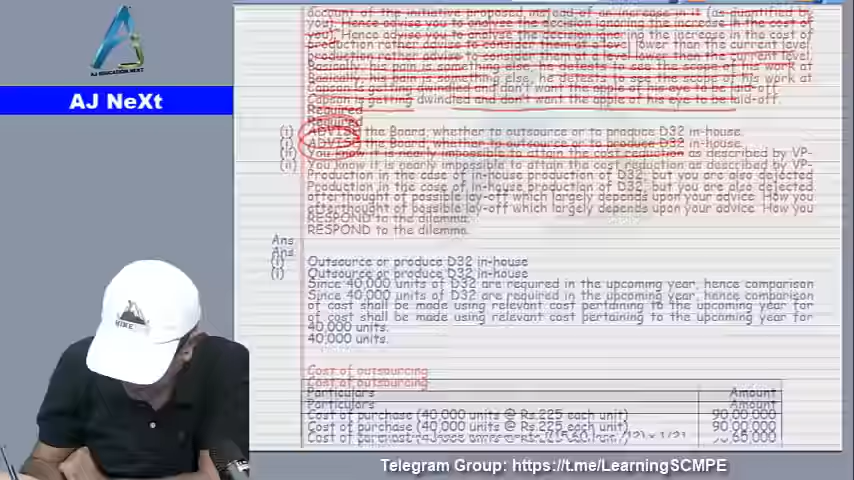 AJ EDUCATION NEXT
AJ NeXt
account of the initiative proposed, instead of an increase in it (as quantified by
you). Hence advise you to analyse the decision ignoring the increase in the cost of
production rather advise to consider them at a level lower than the current level.
Basically, his pain is something else, he detests to see the scope of his work at
Capsan is getting dwindled and don't want the apple of his eye to be laid-off.
Required
(i) ADVISE the Board, whether to outsource or to produce D32 in-house.
(ii) You know it is nearly impossible to attain the cost reduction as described by VP-
Production in the case of in-house production of D32, but you are also dejected
afterthought of possible lay-off which largely depends upon your advice. How you
RESPOND to the dilemma.
Ans
(i) Outsource or produce D32 in-house
Since 40,000 units of D32 are required in the upcoming year, hence comparison
of cost shall be made using relevant cost pertaining to the upcoming year for
40,000 units.
Cost of outsourcing
Particulars Amount
Cost of purchase (40,000 units @ Rs.225 each unit) 90,00,000
Telegram Group: https://t.me/LearningSCMPE